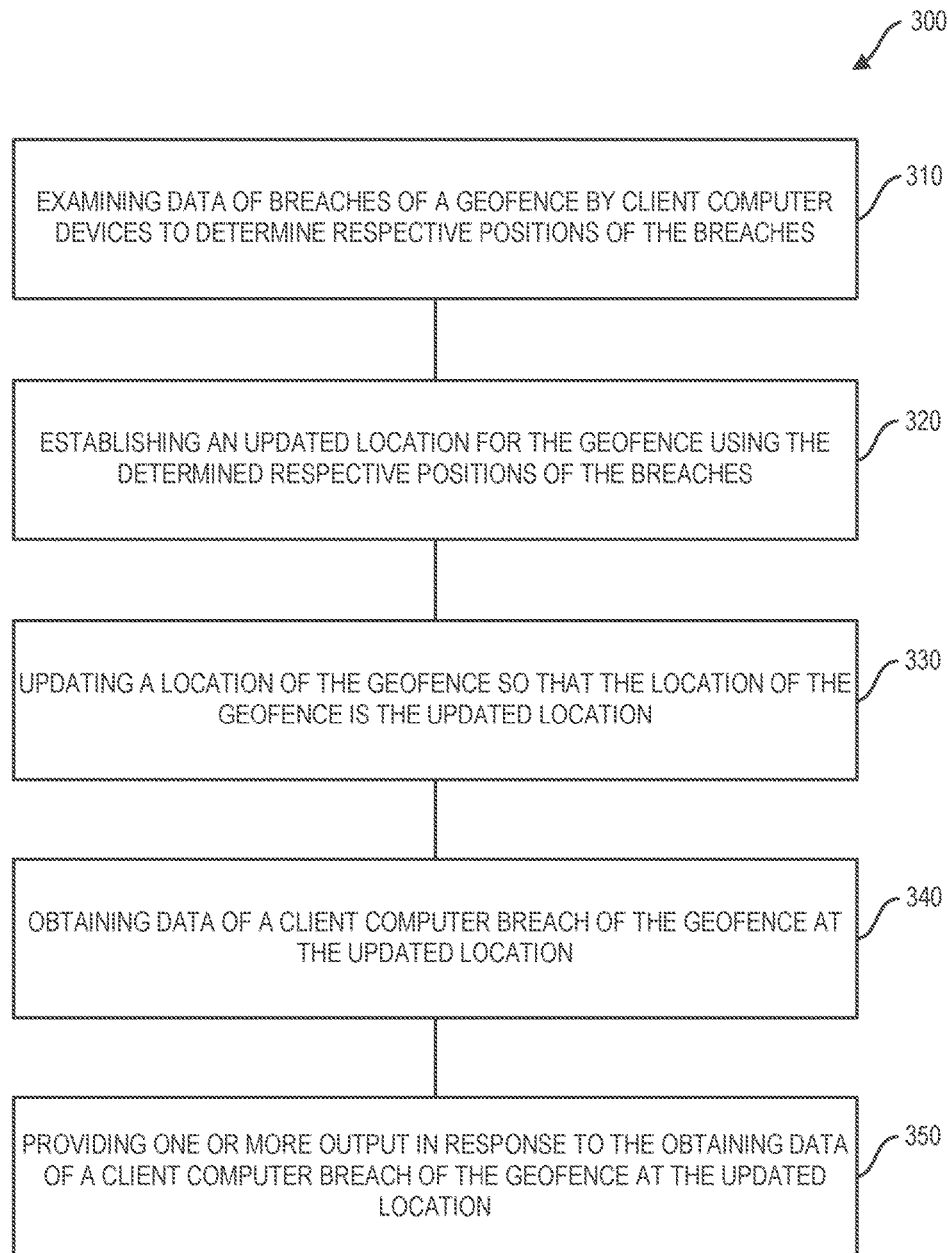 300
310
EXAMINING DATA OF BREACHES OF A GEOFENCE BY CLIENT COMPUTER
DEVICES TO DETERMINE RESPECTIVE POSITIONS OF THE BREACHES
320
ESTABLISHING AN UPDATED LOCATION FOR THE GEOFENCE USING THE
DETERMINED RESPECTIVE POSITIONS OF THE BREACHES
330
UPDATING A LOCATION OF THE GEOFENCE SO THAT THE LOCATION OF THE
GEOFENCE IS THE UPDATED LOCATION
340
OBTAINING DATA OF A CLIENT COMPUTER BREACH OF THE GEOFENCE AT
THE UPDATED LOCATION
350
PROVIDING ONE OR MORE OUTPUT IN RESPONSE TO THE OBTAINING DATA
OF A CLIENT COMPUTER BREACH OF THE GEOFENCE AT THE UPDATED
LOCATION